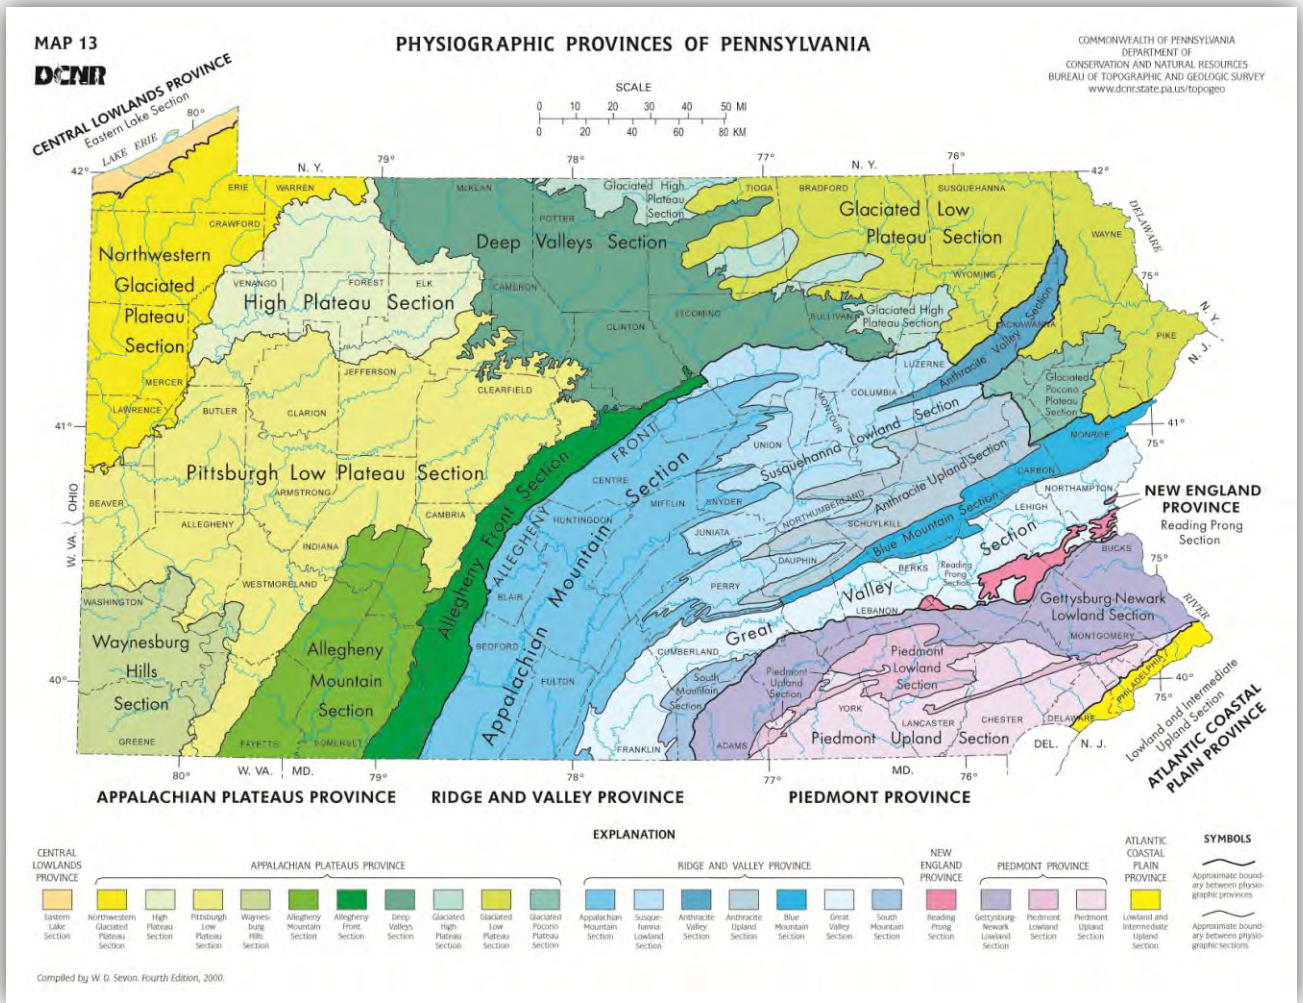 MAP 13
DCNR
PHYSIOGRAPHIC PROVINCES OF PENNSYLVANIA
COMMONWEALTH OF PENNSYLVANIA
DEPARTMENT OF
CONSERVATION AND NATURAL RESOURCES
BUREAU OF TOPOGRAPHIC AND GEOLOGIC SURVEY
www.dcnr.state.pa.us/topogeo
SCALE
0 10 20 30 40 50 MI
0 20 40 60 80 KM
CENTRAL LOWLANDS PROVINCE
Eastern Lake Section
LAKE ERIE
80°
42°
N. Y.
79°
78°
77°
N. Y.
76°
42°
ERIE
WARREN
McKEAN
Glaciated High
Plateau
Section
TIOGA
BRADFORD
SUSQUEHANNA
DELAWARE
CRAWFORD
POTTER
Glaciated Low
Plateau Section
WAYNE
Deep Valleys Section
Northwestern
Glaciated
Plateau
Section
VENANGO
FOREST
ELK
High Plateau Section
CAMERON
WYOMING
75°
CLINTON
LYCOMING
SULLIVAN
Glaciated High
Plateau Section
LACKAWANNA
Anthracite Valley Section
N. Y.
N. J.
PIKE
MERCER
JEFFERSON
CLEARFIELD
LUZERNE
COLUMBIA
Glaciated
Pocono
Plateau
Section
LAWRENCE
BUTLER
CLARION
MONTOUR
41°
41°
75°
Pittsburgh Low Plateau Section
ARMSTRONG
FRONT
UNION
Susquehanna Lowland Section
MONROE
CENTRE
CARBON
BEAVER
ALLEGHENY
CAMBRIA
Allegheny Front Section
ALLEGHENY
HUNTINGDON
MIFFLIN
SNYDER
NORTHUMBERLAND
Anthracite Upland Section
SCHUYLKILL
NORTHAMPTON
LEHIGH
NEW ENGLAND
PROVINCE
Reading Prong
Section
OHIO
W. VA.
INDIANA
JUNIATA
Blue Mountain Section
BUCKS
75°
WESTMORELAND
DAUPHIN
BERKS
Reading
Prong
Section
WASHINGTON
BLAIR
PERRY
LEBANON
Great Valley Section
Gettysburg-Newark
Lowland Section
RIVER
Waynesburg
Hills
Section
Allegheny
Mountain
Section
BEDFORD
Appalachian Mountain Section
CUMBERLAND
MONTGOMERY
Piedmont
Lowland
Section
PHILADELPHIA
40°
FULTON
South
Mountain
Section
Piedmont
Upland
Section
40°
75°
YORK
LANCASTER
CHESTER
DELAWARE
GREENE
FAYETTE
SOMERSET
FRANKLIN
ADAMS
Piedmont Upland Section
DEL.
N. J.
Lowland and Intermediate
Upland Section
ATLANTIC COASTAL
PLAIN PROVINCE
80°
W. VA.
MD.
79°
78°
77°
MD.
76°
APPALACHIAN PLATEAUS PROVINCE
RIDGE AND VALLEY PROVINCE
PIEDMONT PROVINCE
EXPLANATION
CENTRAL
LOWLANDS
PROVINCE
APPALACHIAN PLATEAUS PROVINCE
RIDGE AND VALLEY PROVINCE
NEW
ENGLAND
PROVINCE
PIEDMONT PROVINCE
ATLANTIC
COASTAL
PLAIN
PROVINCE
SYMBOLS
Eastern
Lake
Section
Northwestern
Glaciated
Plateau
Section
High
Plateau
Section
Pittsburgh
Low
Plateau
Section
Waynes-
burg
Hills
Section
Allegheny
Mountain
Section
Allegheny
Front
Section
Deep
Valleys
Section
Glaciated
High
Plateau
Section
Glaciated
Low
Plateau
Section
Glaciated
Pocono
Plateau
Section
Appalachian
Mountain
Section
Susque-
hanna
Lowland
Section
Anthracite
Valley
Section
Anthracite
Upland
Section
Blue
Mountain
Section
Great
Valley
Section
South
Mountain
Section
Reading
Prong
Section
Gettysburg-
Newark
Lowland
Section
Piedmont
Lowland
Section
Piedmont
Upland
Section
Lowland and
Intermediate
Upland
Section
Approximate bound-
ary between physio-
graphic provinces
Approximate bound-
ary between physio-
graphic sections
Compiled by W. D. Sevon. Fourth Edition, 2000.